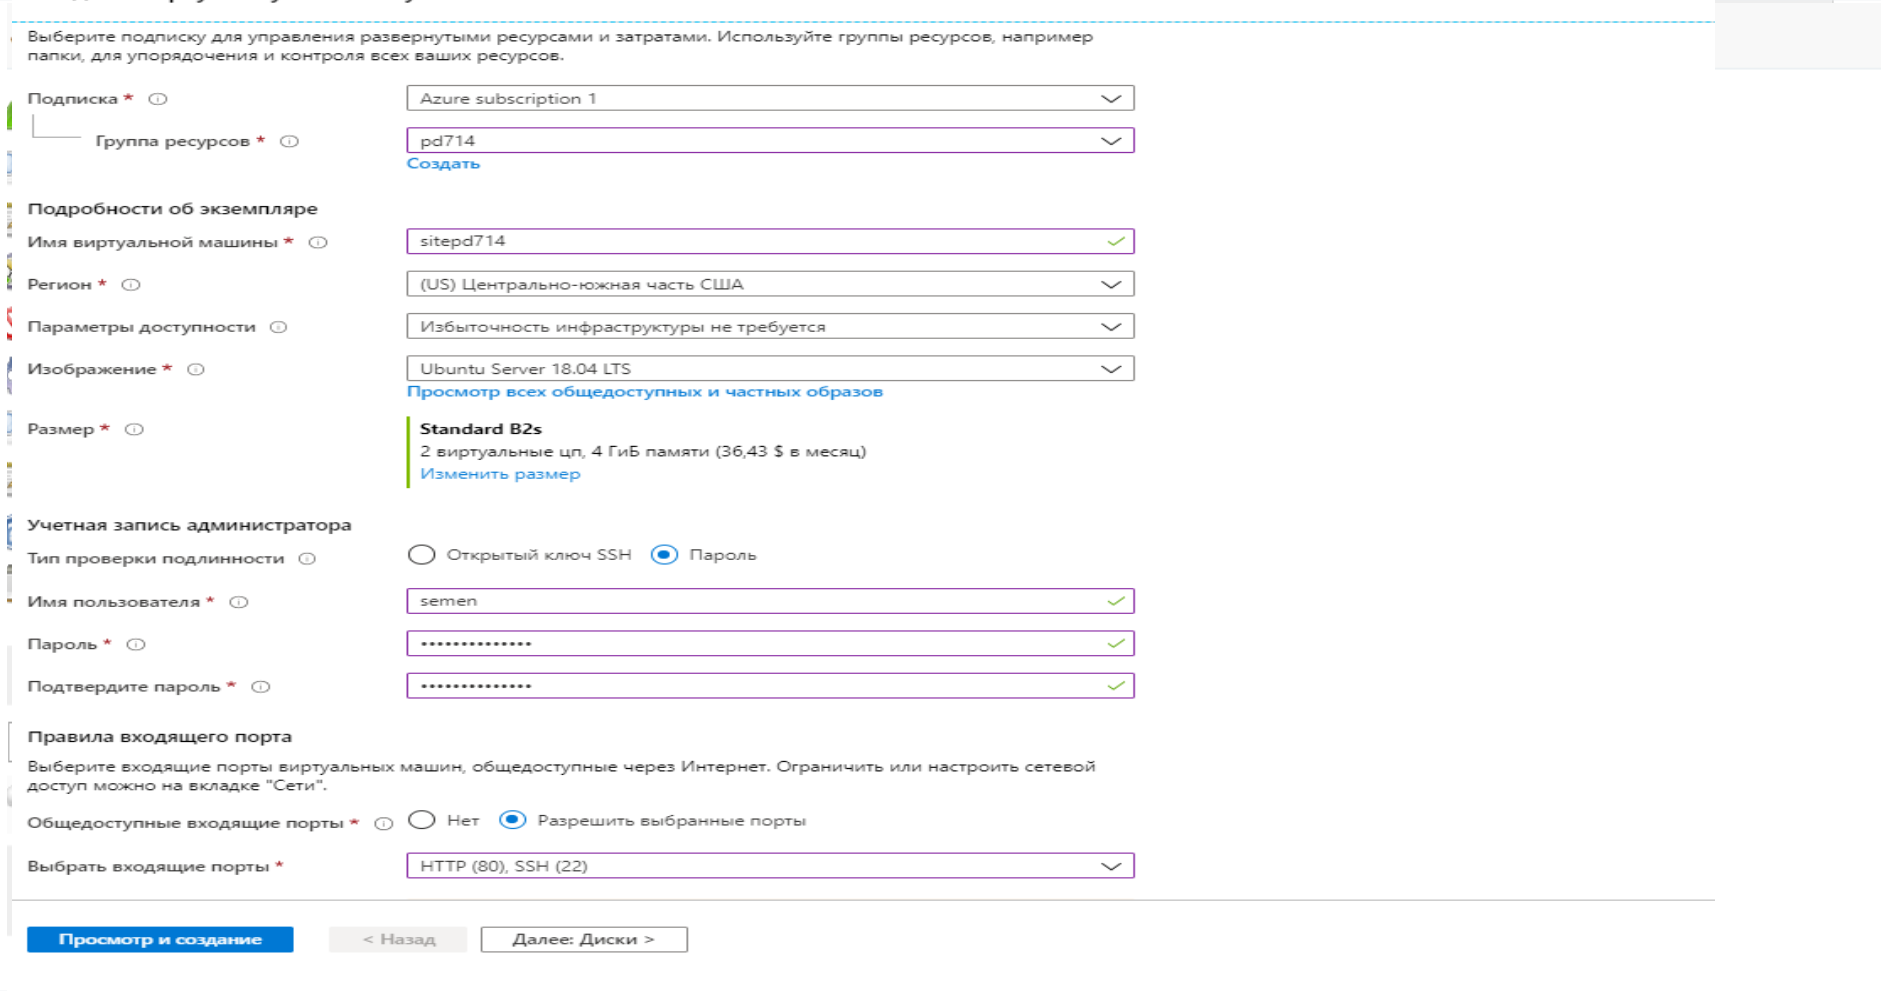 Выберите подписку для управления развернутыми ресурсами и затратами. Используйте группы ресурсов, например
папки, для упорядочения и контроля всех ваших ресурсов.
Подписка * Azure subscription 1
Группа ресурсов * pd714
Создать
Подробности об экземпляре
Имя виртуальной машины * sitepd714
Регион * (US) Центрально-южная часть США
Параметры доступности Избыточность инфраструктуры не требуется
Изображение * Ubuntu Server 18.04 LTS
Просмотр всех общедоступных и частных образов
Размер * Standard B2s
2 виртуальные цп, 4 ГиБ памяти (36,43 $ в месяц)
Изменить размер
Учетная запись администратора
Тип проверки подлинности Открытый ключ SSH Пароль
Имя пользователя * semen
Пароль * ••••••••••••••
Подтвердите пароль * ••••••••••••••
Правила входящего порта
Выберите входящие порты виртуальных машин, общедоступные через Интернет. Ограничить или настроить сетевой
доступ можно на вкладке "Сети".
Общедоступные входящие порты * Нет Разрешить выбранные порты
Выбрать входящие порты * HTTP (80), SSH (22)
Просмотр и создание < Назад Далее: Диски >